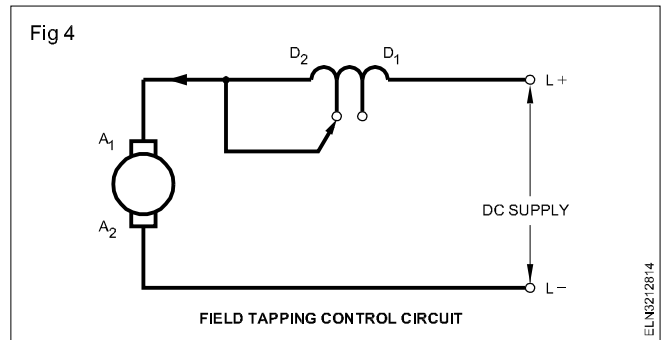 Fig 4
D2 D1
L+
A1
A2
DC SUPPLY
L−
FIELD TAPPING CONTROL CIRCUIT
ELN3212814